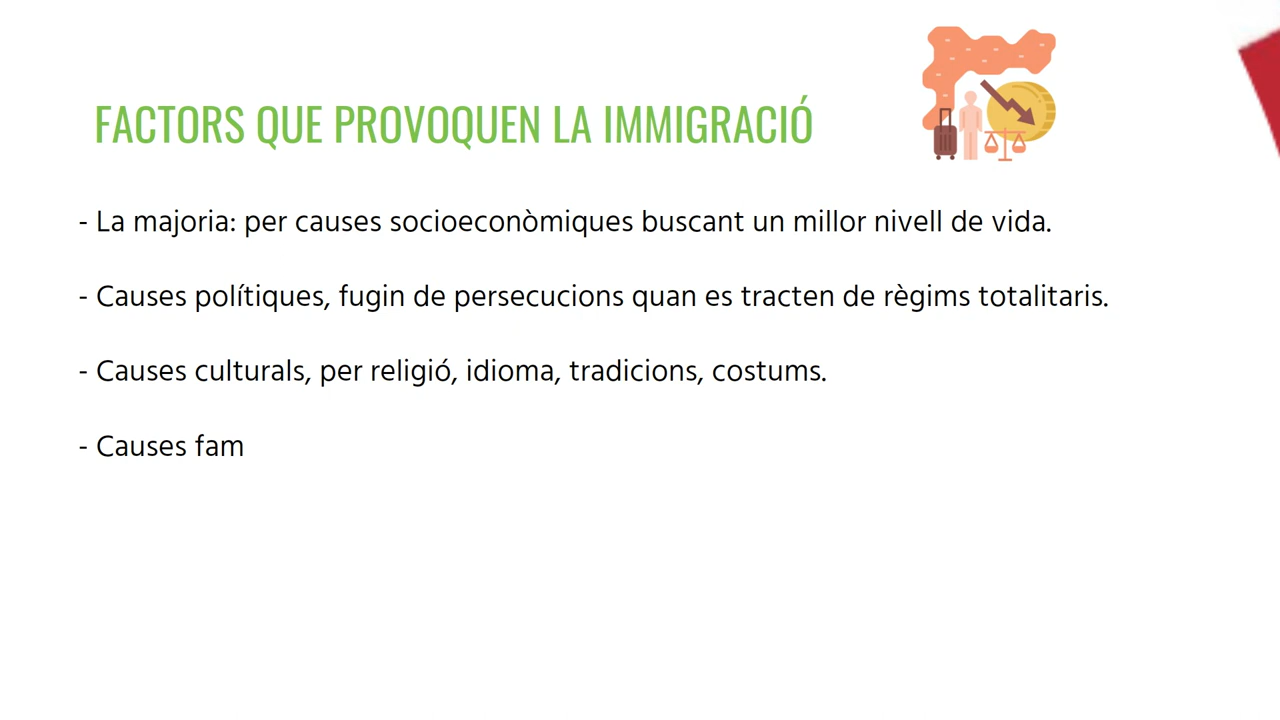 FACTORS QUE PROVOQUEN LA IMMIGRACIÓ
- La majoria: per causes socioeconòmiques buscant un millor nivell de vida.
- Causes polítiques, fugin de persecucions quan es tracten de règims totalitaris.
- Causes culturals, per religió, idioma, tradicions, costums.
- Causes fam